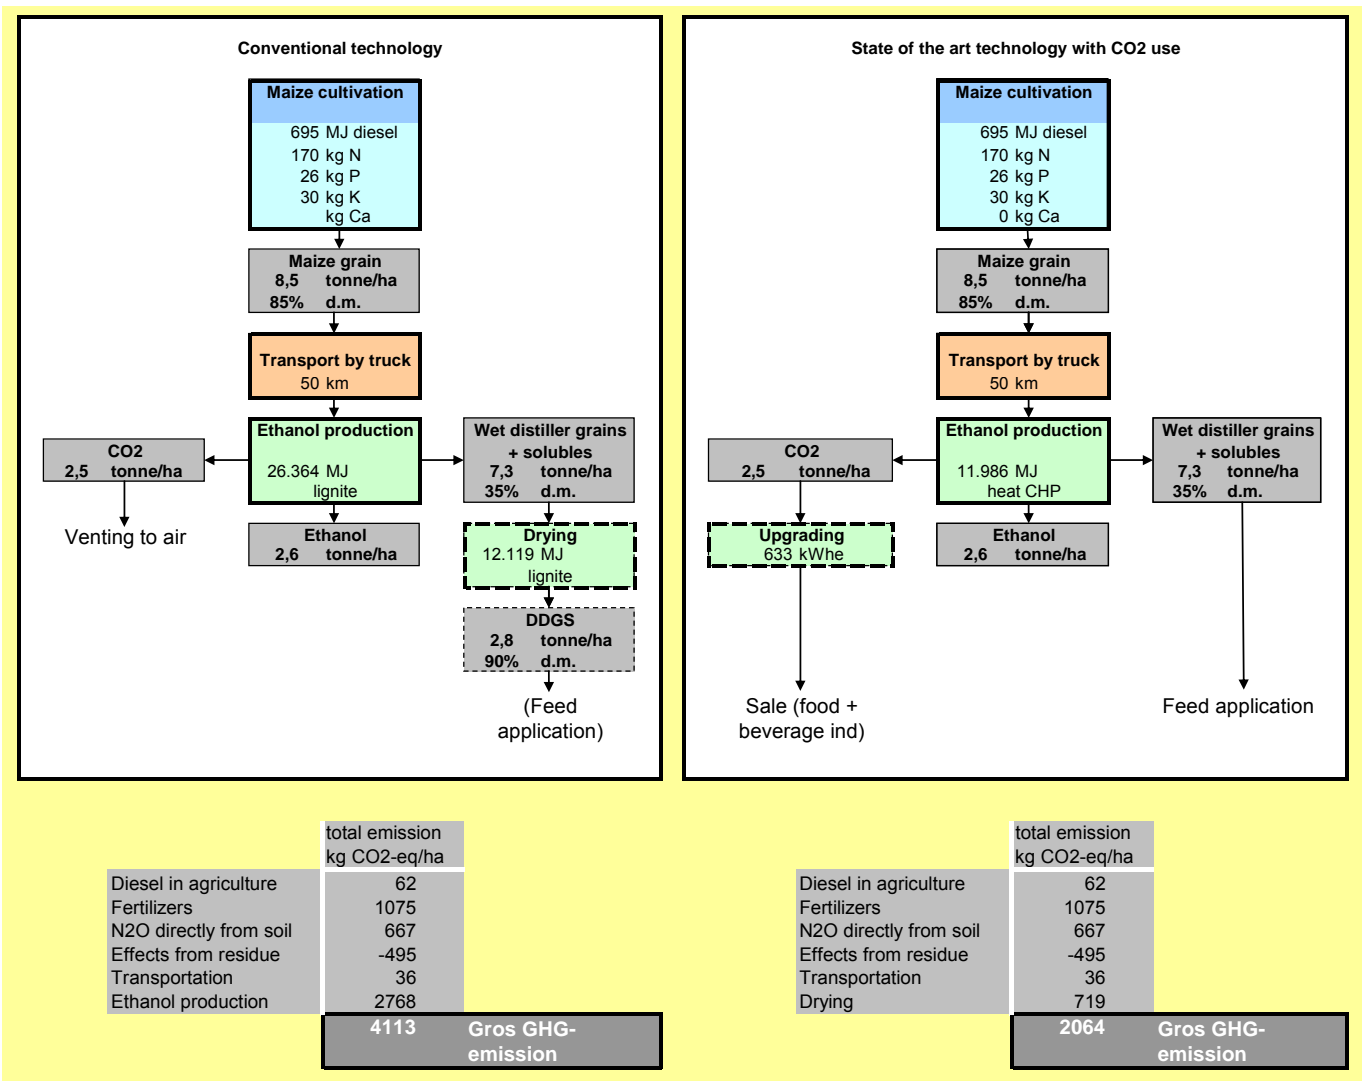 Conventional technology
Maize cultivation
695 MJ diesel
170 kg N
26 kg P
30 kg K
kg Ca
Maize grain
8,5 tonne/ha
85% d.m.
Transport by truck
50 km
Ethanol production
26.364 MJ
lignite
CO2
2,5 tonne/ha
Venting to air
Ethanol
2,6 tonne/ha
Wet distiller grains
+ solubles
7,3 tonne/ha
35% d.m.
Drying
12.119 MJ
lignite
DDGS
2,8 tonne/ha
90% d.m.
(Feed
application)
State of the art technology with CO2 use
Maize cultivation
695 MJ diesel
170 kg N
26 kg P
30 kg K
0 kg Ca
Maize grain
8,5 tonne/ha
85% d.m.
Transport by truck
50 km
Ethanol production
11.986 MJ
heat CHP
CO2
2,5 tonne/ha
Upgrading
633 kWhe
Sale (food +
beverage ind)
Ethanol
2,6 tonne/ha
Wet distiller grains
+ solubles
7,3 tonne/ha
35% d.m.
Feed application
total emission
kg CO2-eq/ha
Diesel in agriculture 62
Fertilizers 1075
N2O directly from soil 667
Effects from residue -495
Transportation 36
Ethanol production 2768
4113 Gros GHG-
emission
total emission
kg CO2-eq/ha
Diesel in agriculture 62
Fertilizers 1075
N2O directly from soil 667
Effects from residue -495
Transportation 36
Drying 719
2064 Gros GHG-
emission